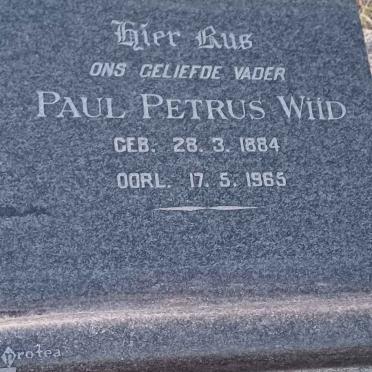 Hier Rus
ONS GELIEFDE VADER
PAUL PETRUS WIID
GEB. 28. 3. 1884
OORL. 17. 5. 1965
Protea